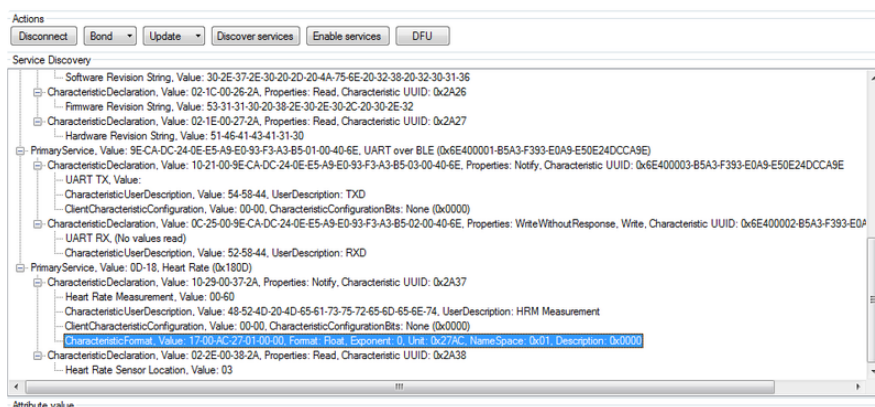 Actions
Disconnect Bond Update Discover services Enable services DFU
Service Discovery
Software Revision String, Value: 30-2E-37-2E-30-20-2D-20-4A-75-6E-20-32-38-20-32-30-31-36
CharacteristicDeclaration, Value: 02-1C-00-26-2A, Properties: Read, Characteristic UUID: 0x2A26
Firmware Revision String, Value: 53-31-31-30-20-38-2E-30-2E-30-2C-20-30-2E-32
CharacteristicDeclaration, Value: 02-1E-00-27-2A, Properties: Read, Characteristic UUID: 0x2A27
Hardware Revision String, Value: 51-46-41-43-41-31-30
PrimaryService, Value: 9E-CA-DC-24-0E-E5-A9-E0-93-F3-A3-B5-01-00-40-6E, UART over BLE (0x6E400001-B5A3-F393-E0A9-E50E24DCCA9E)
CharacteristicDeclaration, Value: 10-21-00-9E-CA-DC-24-0E-E5-A9-E0-93-F3-A3-B5-03-00-40-6E, Properties: Notify, Characteristic UUID: 0x6E400003-B5A3-F393-E0A9-E50E24DCCA9E
UART TX, Value:
CharacteristicUserDescription, Value: 54-58-44, UserDescription: TXD
ClientCharacteristicConfiguration, Value: 00-00, CharacteristicConfigurationBits: None (0x0000)
CharacteristicDeclaration, Value: 0C-25-00-9E-CA-DC-24-0E-E5-A9-E0-93-F3-A3-B5-02-00-40-6E, Properties: WriteWithoutResponse, Write, Characteristic UUID: 0x6E400002-B5A3-F393-E0A
UART RX, (No values read)
CharacteristicUserDescription, Value: 52-58-44, UserDescription: RXD
PrimaryService, Value: 0D-18, Heart Rate (0x180D)
CharacteristicDeclaration, Value: 10-29-00-37-2A, Properties: Notify, Characteristic UUID: 0x2A37
Heart Rate Measurement, Value: 00-60
CharacteristicUserDescription, Value: 48-52-4D-20-4D-65-61-73-75-72-65-6D-65-6E-74, UserDescription: HRM Measurement
ClientCharacteristicConfiguration, Value: 00-00, CharacteristicConfigurationBits: None (0x0000)
CharacteristicFormat, Value: 17-00-AC-27-01-00-00, Format: Float, Exponent: 0, Unit: 0x27AC, NameSpace: 0x01, Description: 0x0000
CharacteristicDeclaration, Value: 02-2E-00-38-2A, Properties: Read, Characteristic UUID: 0x2A38
Heart Rate Sensor Location, Value: 03
Attribute value